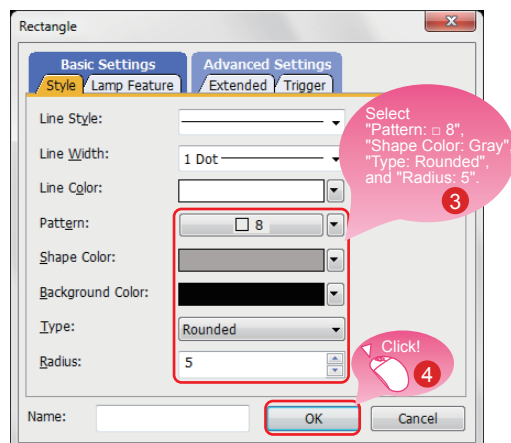 Rectangle
x
Basic Settings
Advanced Settings
Style
Lamp Feature
Extended
Trigger
Line Style:
Line Width:
1 Dot
Line Color:
Pattern:
□ 8
Shape Color:
Background Color:
Type:
Rounded
Radius:
5
Select
"Pattern: □ 8",
"Shape Color: Gray",
"Type: Rounded",
and "Radius: 5".
3
Click!
4
Name:
OK
Cancel